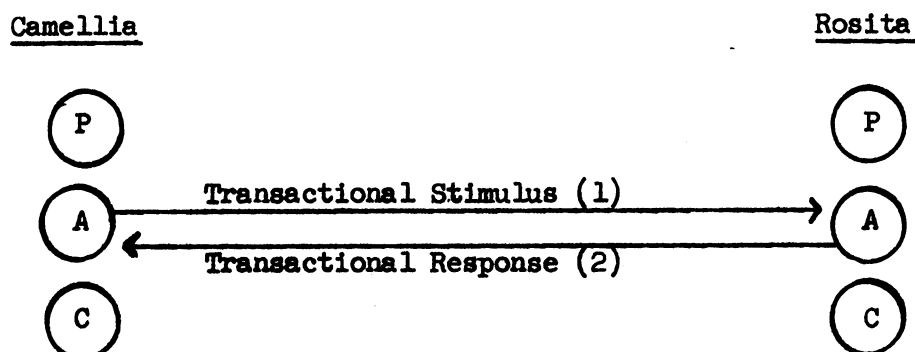 Camellia Rosita
P P
Transactional Stimulus (1)
A A
Transactional Response (2)
C C